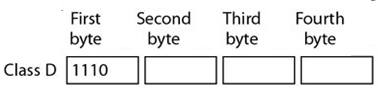 First Second Third Fourth
byte byte byte byte
Class D 1110